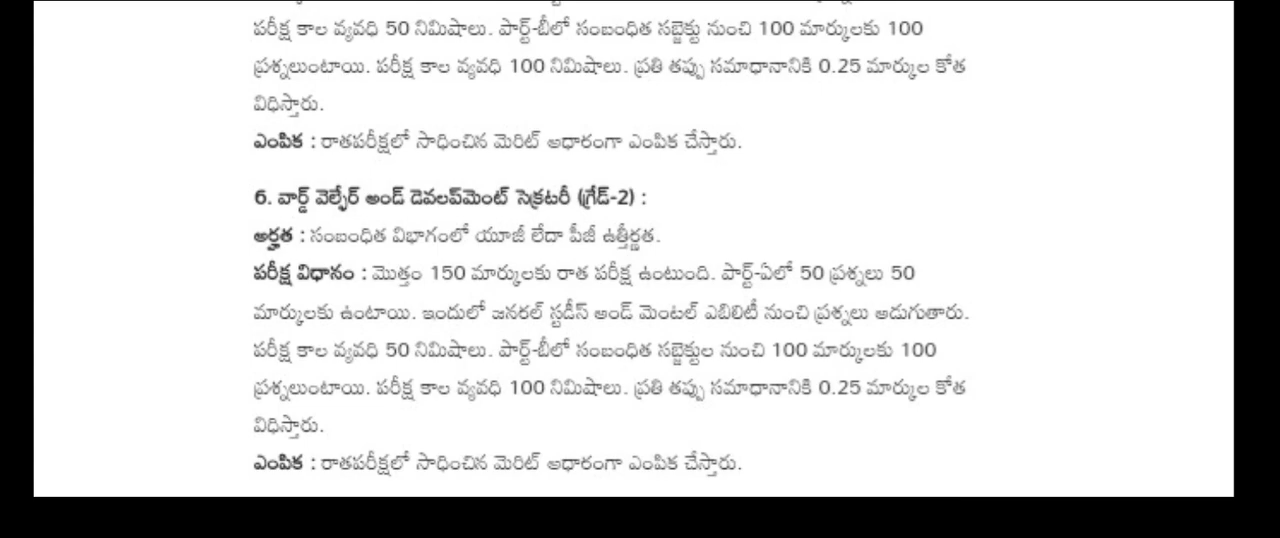 పరీక్ష కాల వ్యవధి 50 నిమిషాలు. పార్ట్-బీలో సంబంధిత సబ్జెక్టు నుంచి 100 మార్కులకు 100
ప్రశ్నలుంటాయి. పరీక్ష కాల వ్యవధి 100 నిమిషాలు. ప్రతి తప్పు సమాధానానికి 0.25 మార్కుల కోత
విధిస్తారు.
ఎంపిక : రాతపరీక్షలో సాధించిన మెరిట్ ఆధారంగా ఎంపిక చేస్తారు.
6. వార్డ్ వెల్ఫేర్ అండ్ డెవలప్‌మెంట్ సెక్రటరీ (గ్రేడ్-2) :
అర్హత : సంబంధిత విభాగంలో యూజీ లేదా పీజీ ఉత్తీర్ణత.
పరీక్ష విధానం : మొత్తం 150 మార్కులకు రాత పరీక్ష ఉంటుంది. పార్ట్-ఏలో 50 ప్రశ్నలు 50
మార్కులకు ఉంటాయి. ఇందులో జనరల్ స్టడీస్ అండ్ మెంటల్ ఎబిలిటీ నుంచి ప్రశ్నలు అడుగుతారు.
పరీక్ష కాల వ్యవధి 50 నిమిషాలు. పార్ట్-బీలో సంబంధిత సబ్జెక్టుల నుంచి 100 మార్కులకు 100
ప్రశ్నలుంటాయి. పరీక్ష కాల వ్యవధి 100 నిమిషాలు. ప్రతి తప్పు సమాధానానికి 0.25 మార్కుల కోత
విధిస్తారు.
ఎంపిక : రాతపరీక్షలో సాధించిన మెరిట్ ఆధారంగా ఎంపిక చేస్తారు.